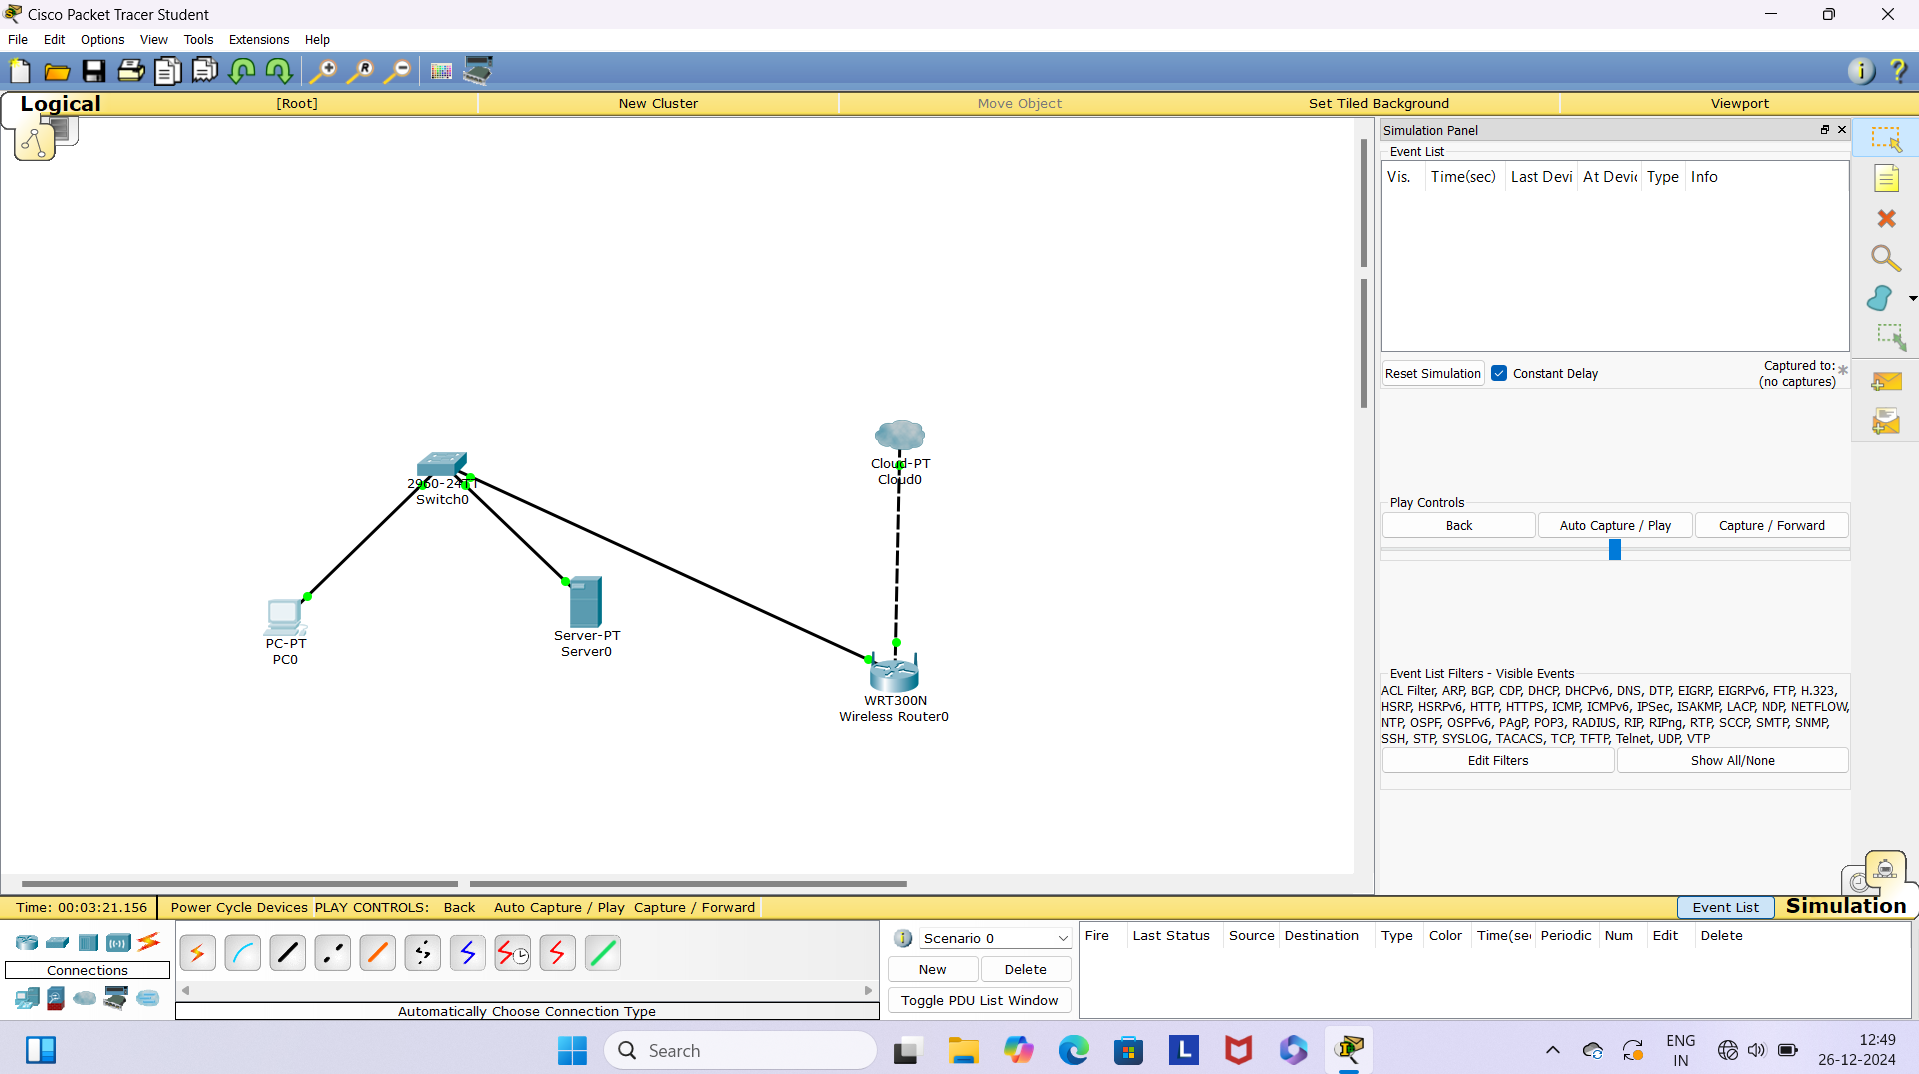 Cisco Packet Tracer Student
File Edit Options View Tools Extensions Help
Logical [Root] New Cluster Move Object Set Tiled Background Viewport
Simulation Panel
Event List
Vis. Time(sec) Last Devi At Devic Type Info
Reset Simulation Constant Delay Captured to: (no captures) *
Cloud-PT
Cloud0
2960-24TT
Switch0
Play Controls
Back Auto Capture / Play Capture / Forward
Server-PT
Server0
PC-PT
PC0
WRT300N
Wireless Router0
Event List Filters - Visible Events
ACL Filter, ARP, BGP, CDP, DHCP, DHCPv6, DNS, DTP, EIGRP, EIGRPv6, FTP, H.323,
HSRP, HSRPv6, HTTP, HTTPS, ICMP, ICMPv6, IPSec, ISAKMP, LACP, NDP, NETFLOW,
NTP, OSPF, OSPFv6, PAgP, POP3, RADIUS, RIP, RIPng, RTP, SCCP, SMTP, SNMP,
SSH, STP, SYSLOG, TACACS, TCP, TFTP, Telnet, UDP, VTP
Edit Filters Show All/None
Time: 00:03:21.156 Power Cycle Devices PLAY CONTROLS: Back Auto Capture / Play Capture / Forward Event List Simulation
Connections
Automatically Choose Connection Type
Scenario 0
New Delete
Toggle PDU List Window
Fire Last Status Source Destination Type Color Time(sec Periodic Num Edit Delete
Search
ENG
IN
12:49
26-12-2024